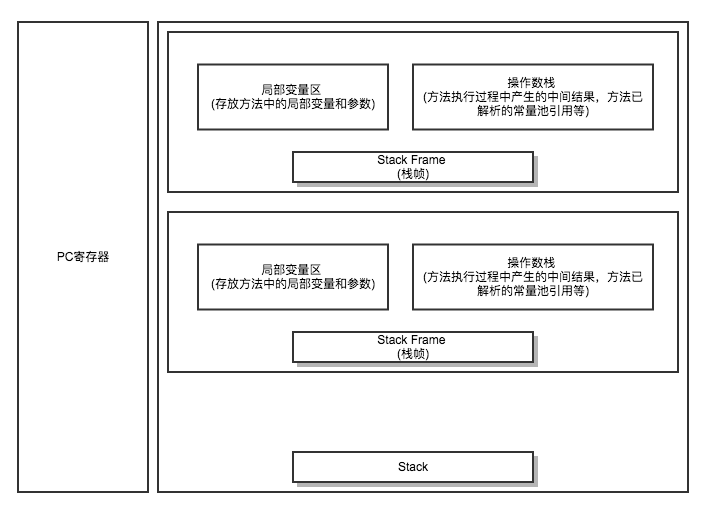 局部变量区
(存放方法中的局部变量和参数)
操作数栈
(方法执行过程中产生的中间结果，方法已
解析的常量池引用等)
Stack Frame
(栈帧)
PC寄存器
局部变量区
(存放方法中的局部变量和参数)
操作数栈
(方法执行过程中产生的中间结果，方法已
解析的常量池引用等)
Stack Frame
(栈帧)
Stack